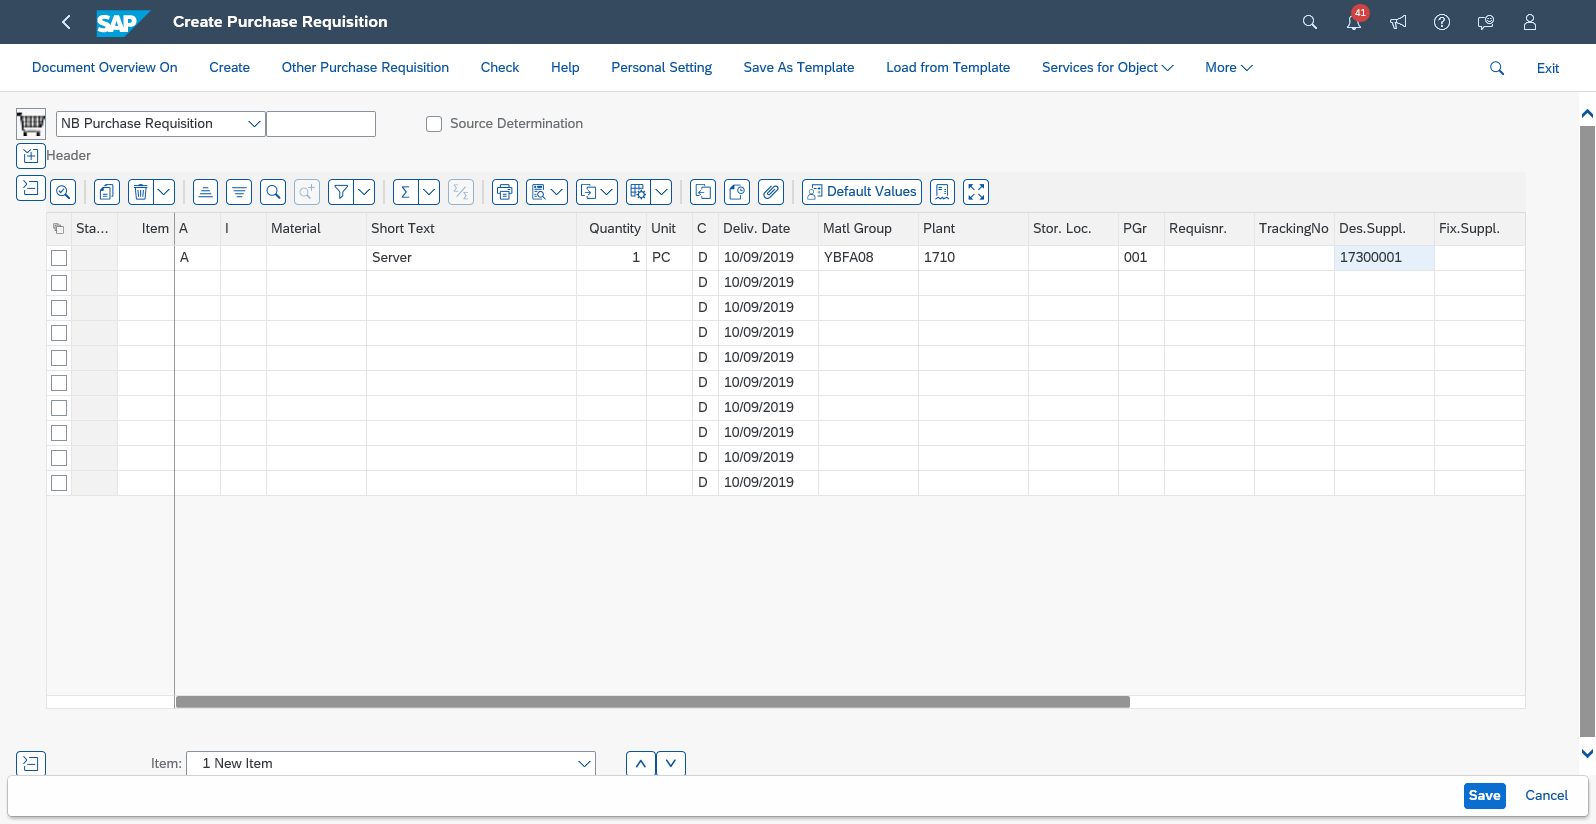 SAP Create Purchase Requisition 41
Document Overview On Create Other Purchase Requisition Check Help Personal Setting Save As Template Load from Template Services for Object More Exit
NB Purchase Requisition Source Determination
Header
Default Values
Sta... Item A I Material Short Text Quantity Unit C Deliv. Date Matl Group Plant Stor. Loc. PGr Requisnr. TrackingNo Des.Suppl. Fix.Suppl.
A Server 1 PC D 10/09/2019 YBFA08 1710 001 17300001
D 10/09/2019
D 10/09/2019
D 10/09/2019
D 10/09/2019
D 10/09/2019
D 10/09/2019
D 10/09/2019
D 10/09/2019
D 10/09/2019
Item: 1 New Item
Save Cancel